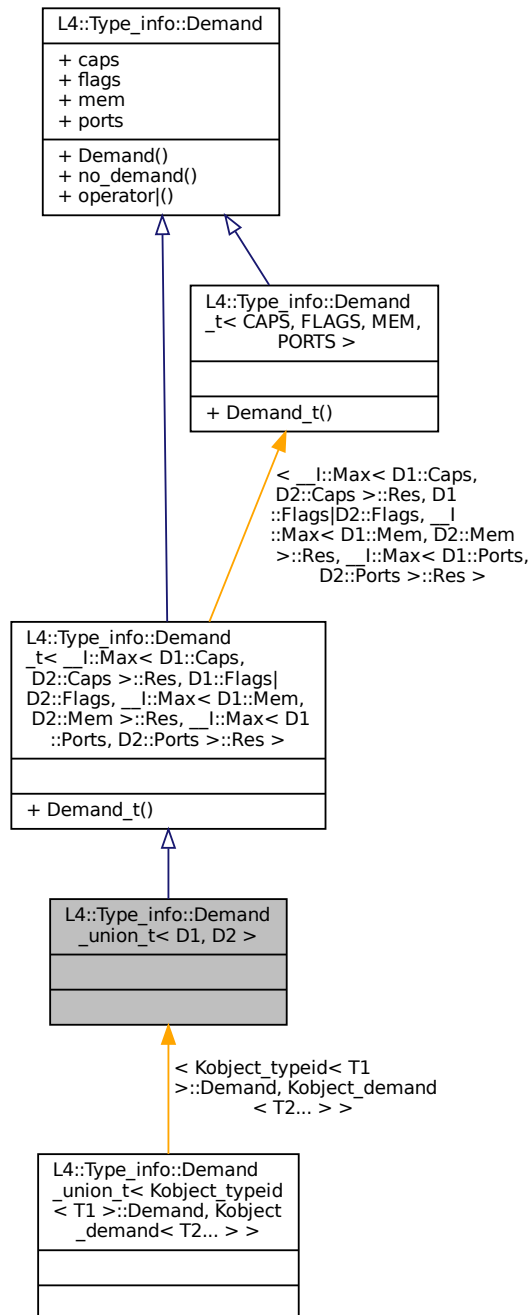 L4::Type_info::Demand
+ caps
+ flags
+ mem
+ ports
+ Demand()
+ no_demand()
+ operator|()
L4::Type_info::Demand
_t< CAPS, FLAGS, MEM,
PORTS >
+ Demand_t()
< __I::Max< D1::Caps,
D2::Caps >::Res, D1
::Flags|D2::Flags, __I
::Max< D1::Mem, D2::Mem
>::Res, __I::Max< D1::Ports,
D2::Ports >::Res >
L4::Type_info::Demand
_t< __I::Max< D1::Caps,
D2::Caps >::Res, D1::Flags|
D2::Flags, __I::Max< D1::Mem,
D2::Mem >::Res, __I::Max< D1
::Ports, D2::Ports >::Res >
+ Demand_t()
L4::Type_info::Demand
_union_t< D1, D2 >
< Kobject_typeid< T1
>::Demand, Kobject_demand
< T2... > >
L4::Type_info::Demand
_union_t< Kobject_typeid
< T1 >::Demand, Kobject
_demand< T2... > >